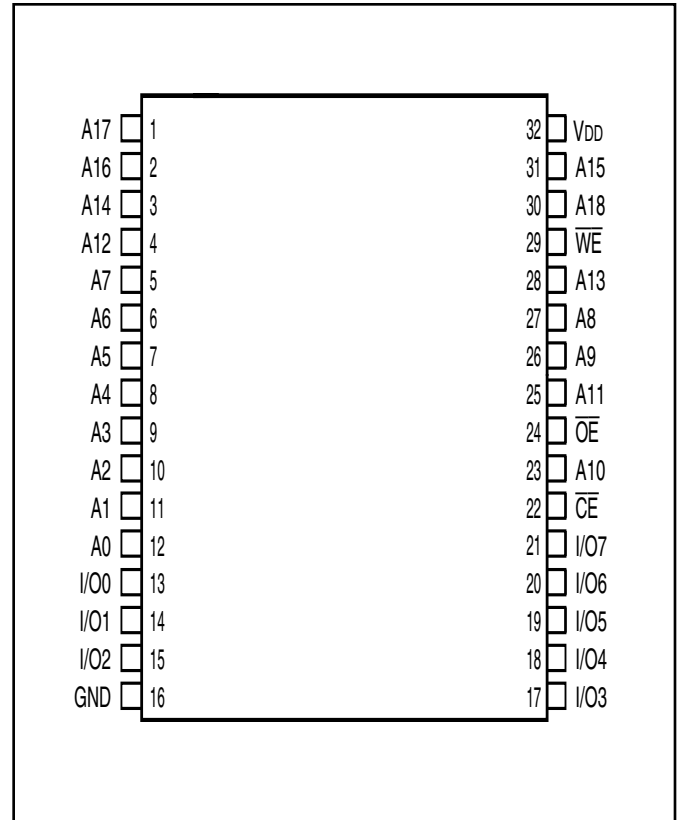 A17 1 32 VDD
A16 2 31 A15
A14 3 30 A18
A12 4 29 W̅E̅
A7 5 28 A13
A6 6 27 A8
A5 7 26 A9
A4 8 25 A11
A3 9 24 O̅E̅
A2 10 23 A10
A1 11 22 C̅E̅
A0 12 21 I/O7
I/O0 13 20 I/O6
I/O1 14 19 I/O5
I/O2 15 18 I/O4
GND 16 17 I/O3